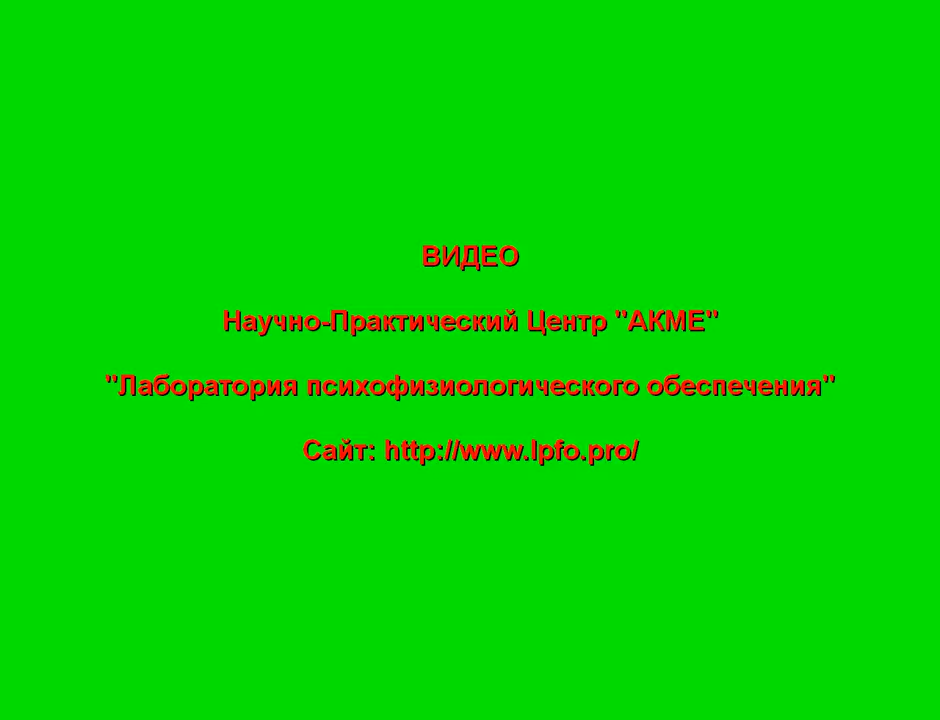 ВИДЕО
Научно-Практический Центр "АКМЕ"
"Лаборатория психофизиологического обеспечения"
Сайт: http://www.lpfo.pro/